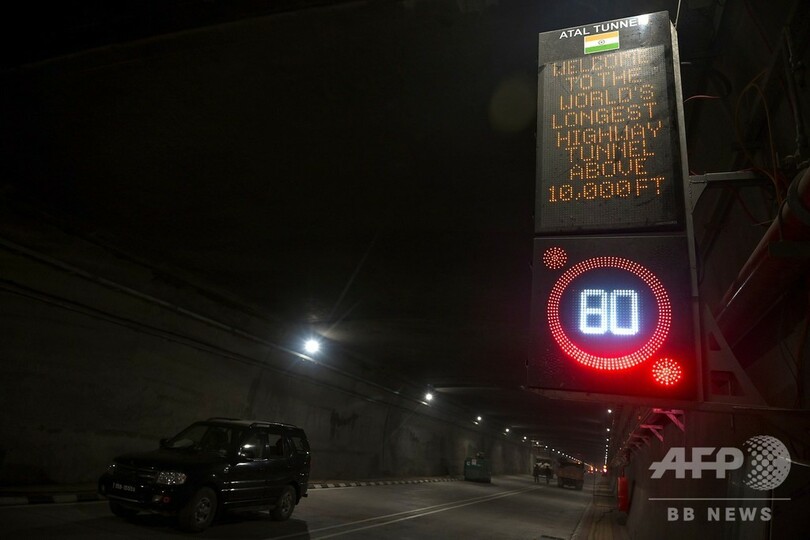 ATAL TUNNEL
WELCOME
TO THE
WORLD'S
LONGEST
HIGHWAY
TUNNEL
ABOVE
10,000 FT
80
AFP
BB NEWS